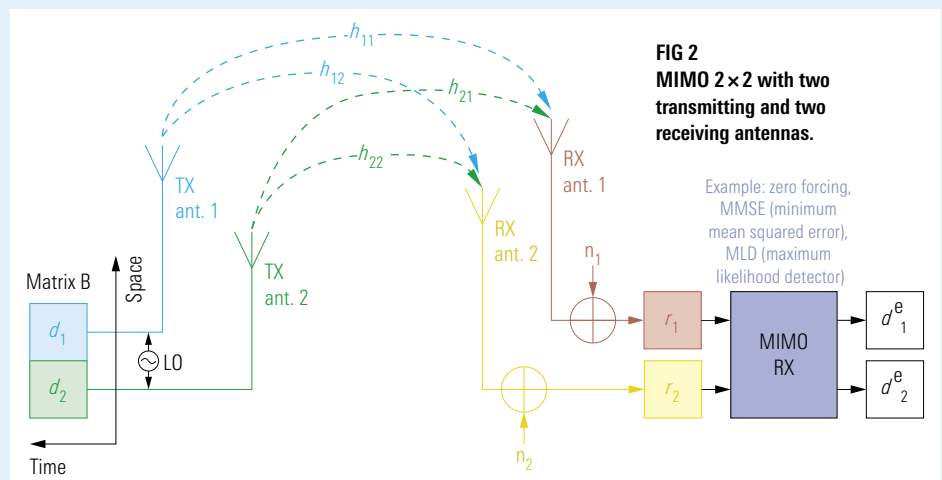 FIG 2
MIMO 2×2 with two
transmitting and two
receiving antennas.
h11
h12
h21
h22
TX
ant. 1
TX
ant. 2
RX
ant. 1
RX
ant. 2
Example: zero forcing,
MMSE (minimum
mean squared error),
MLD (maximum
likelihood detector)
Matrix B
Space
d1
d2
LO
Time
n1
n2
r1
r2
MIMO
RX
d1e
d2e